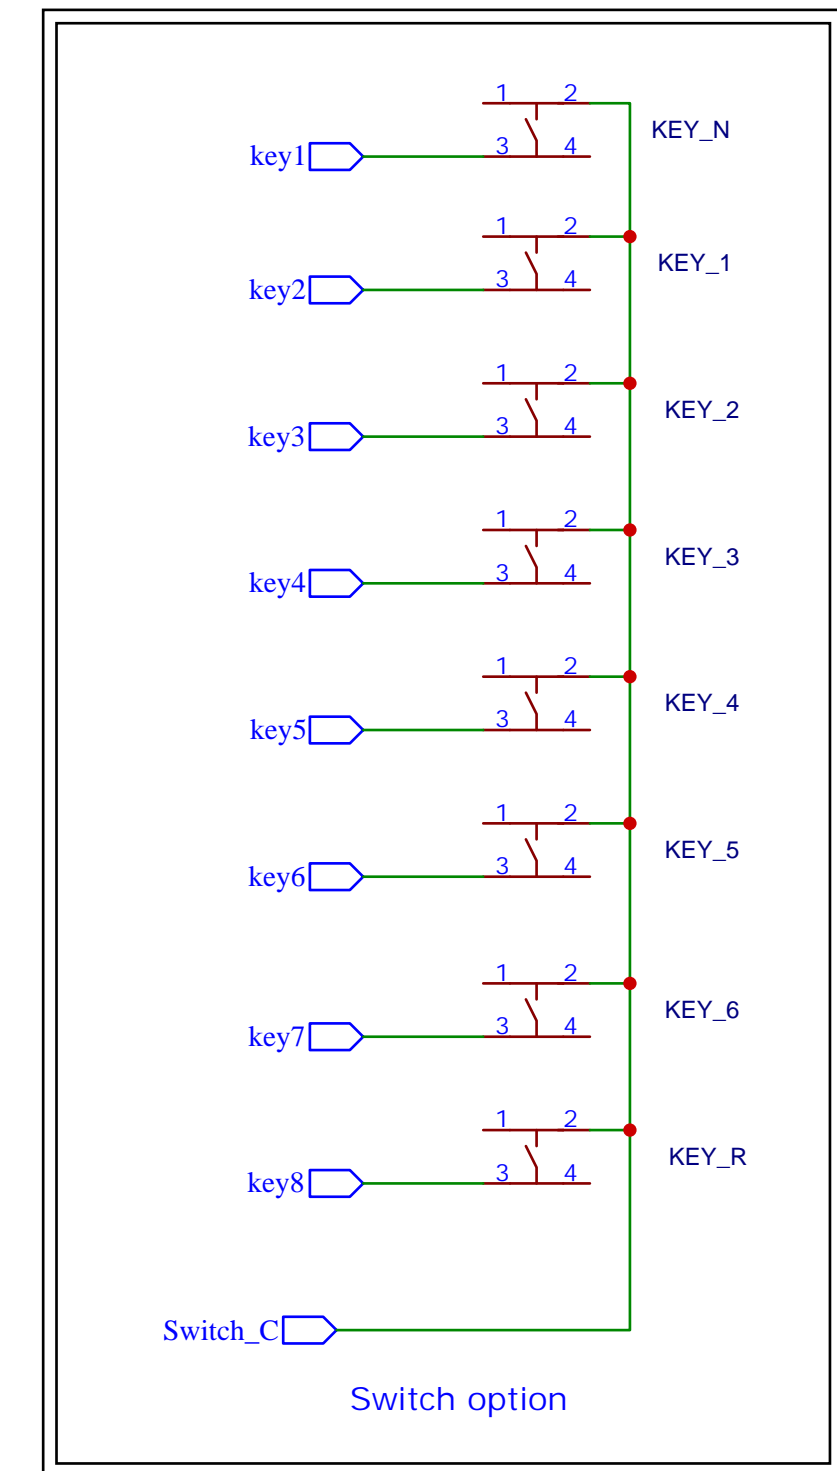 1 2
KEY_N
key1 3 4
1 2
KEY_1
key2 3 4
1 2
KEY_2
key3 3 4
1 2
KEY_3
key4 3 4
1 2
KEY_4
key5 3 4
1 2
KEY_5
key6 3 4
1 2
KEY_6
key7 3 4
1 2
KEY_R
key8 3 4
Switch_C
Switch option